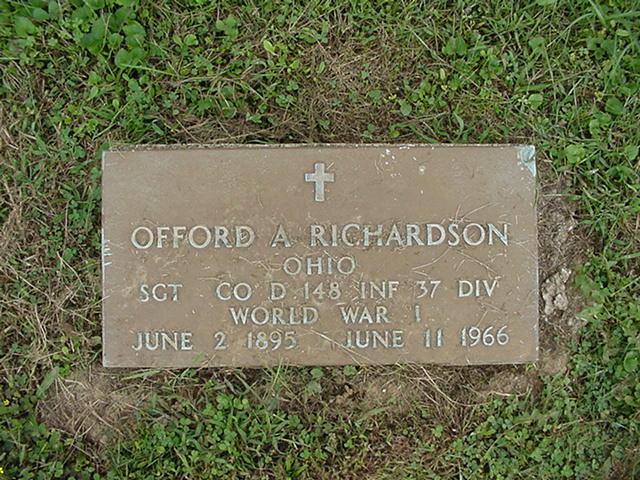 OFFORD A RICHARDSON
OHIO
SGT CO D 148 INF 37 DIV
WORLD WAR I
JUNE 2 1895 JUNE 11 1966